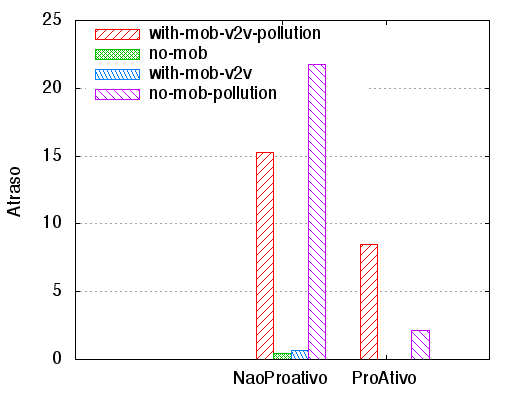 25
20
15
10
5
0
Atraso
with-mob-v2v-pollution
no-mob
with-mob-v2v
no-mob-pollution
NaoProativo ProAtivo